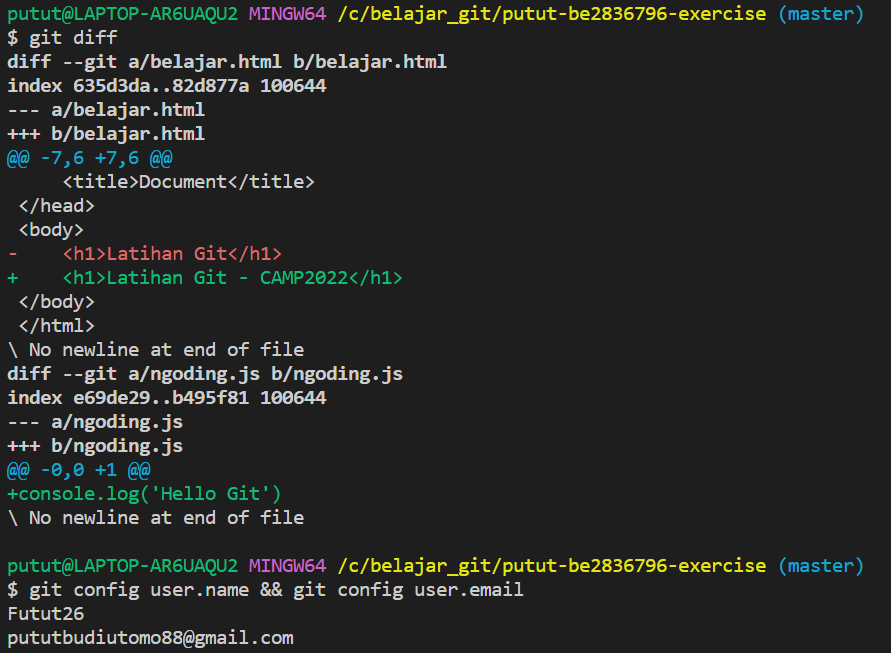 putut@LAPTOP-AR6UAQU2 MINGW64 /c/belajar_git/putut-be2836796-exercise (master)
$ git diff
diff --git a/belajar.html b/belajar.html
index 635d3da..82d877a 100644
--- a/belajar.html
+++ b/belajar.html
@@ -7,6 +7,6 @@
     <title>Document</title>
 </head>
 <body>
-    <h1>Latihan Git</h1>
+    <h1>Latihan Git - CAMP2022</h1>
 </body>
 </html>
\ No newline at end of file
diff --git a/ngoding.js b/ngoding.js
index e69de29..b495f81 100644
--- a/ngoding.js
+++ b/ngoding.js
@@ -0,0 +1 @@
+console.log('Hello Git')
\ No newline at end of file

putut@LAPTOP-AR6UAQU2 MINGW64 /c/belajar_git/putut-be2836796-exercise (master)
$ git config user.name && git config user.email
Futut26
pututbudiutomo88@gmail.com